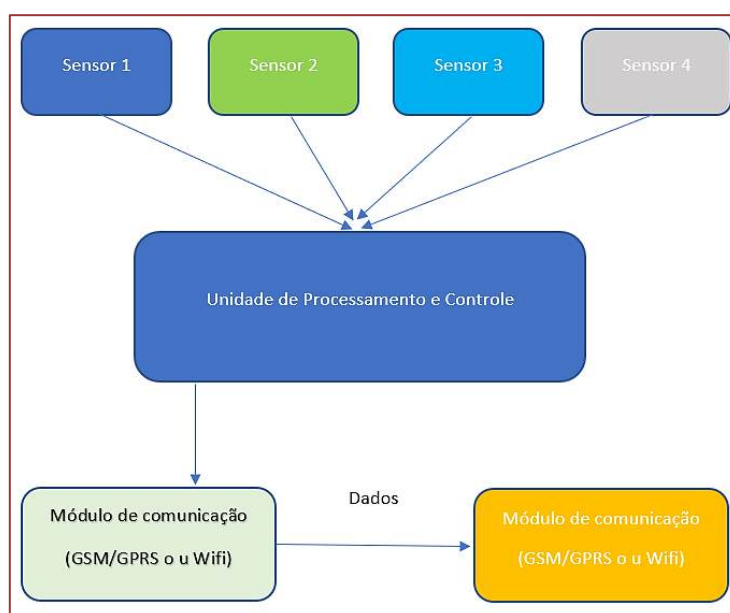 Sensor 1
Sensor 2
Sensor 3
Sensor 4
Unidade de Processamento e Controle
Dados
Módulo de comunicação
(GSM/GPRS o u Wifi)
Módulo de comunicação
(GSM/GPRS o u Wifi)